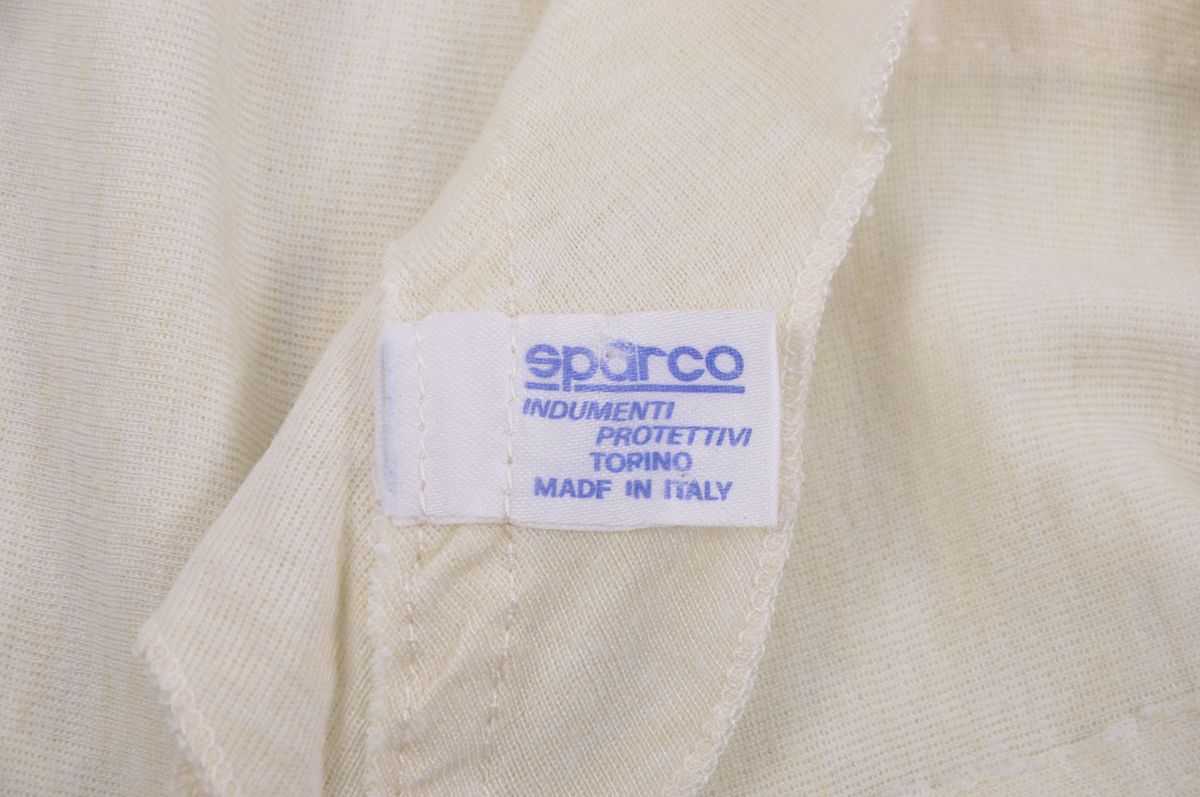 sparco
INDUMENTI
PROTETTIVI
TORINO
MADE IN ITALY